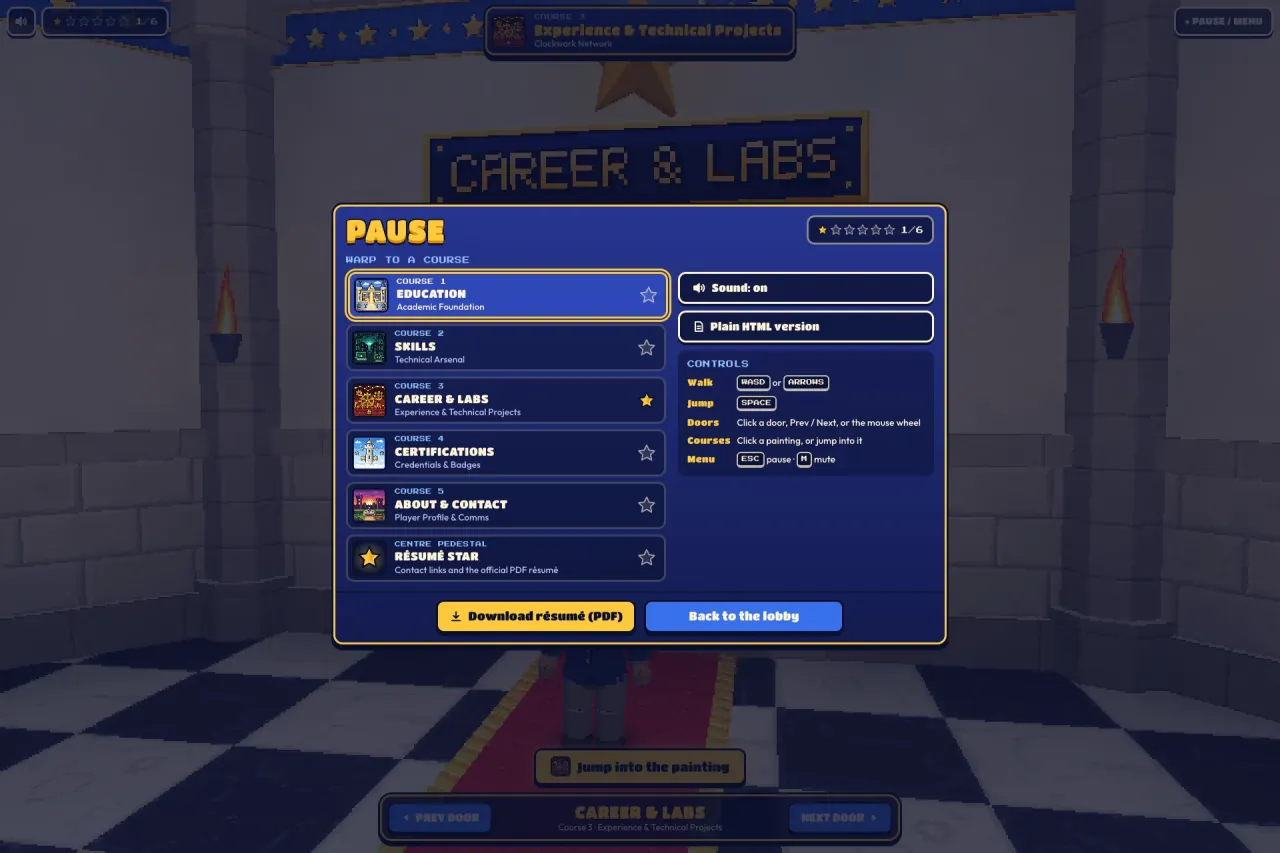 1/6
COURSE 3
Experience & Technical Projects
Clockwork Network
PAUSE / MENU
CAREER & LABS
PAUSE
1/6
WARP TO A COURSE
COURSE 1
EDUCATION
Academic Foundation
COURSE 2
SKILLS
Technical Arsenal
COURSE 3
CAREER & LABS
Experience & Technical Projects
COURSE 4
CERTIFICATIONS
Credentials & Badges
COURSE 5
ABOUT & CONTACT
Player Profile & Comms
CENTRE PEDESTAL
RÉSUMÉ STAR
Contact links and the official PDF résumé
Sound: on
Plain HTML version
CONTROLS
Walk WASD or ARROWS
Jump SPACE
Doors Click a door, Prev / Next, or the mouse wheel
Courses Click a painting, or jump into it
Menu ESC pause · M mute
Download résumé (PDF)
Back to the lobby
Jump into the painting
PREV DOOR
CAREER & LABS
Course 3 · Experience & Technical Projects
NEXT DOOR